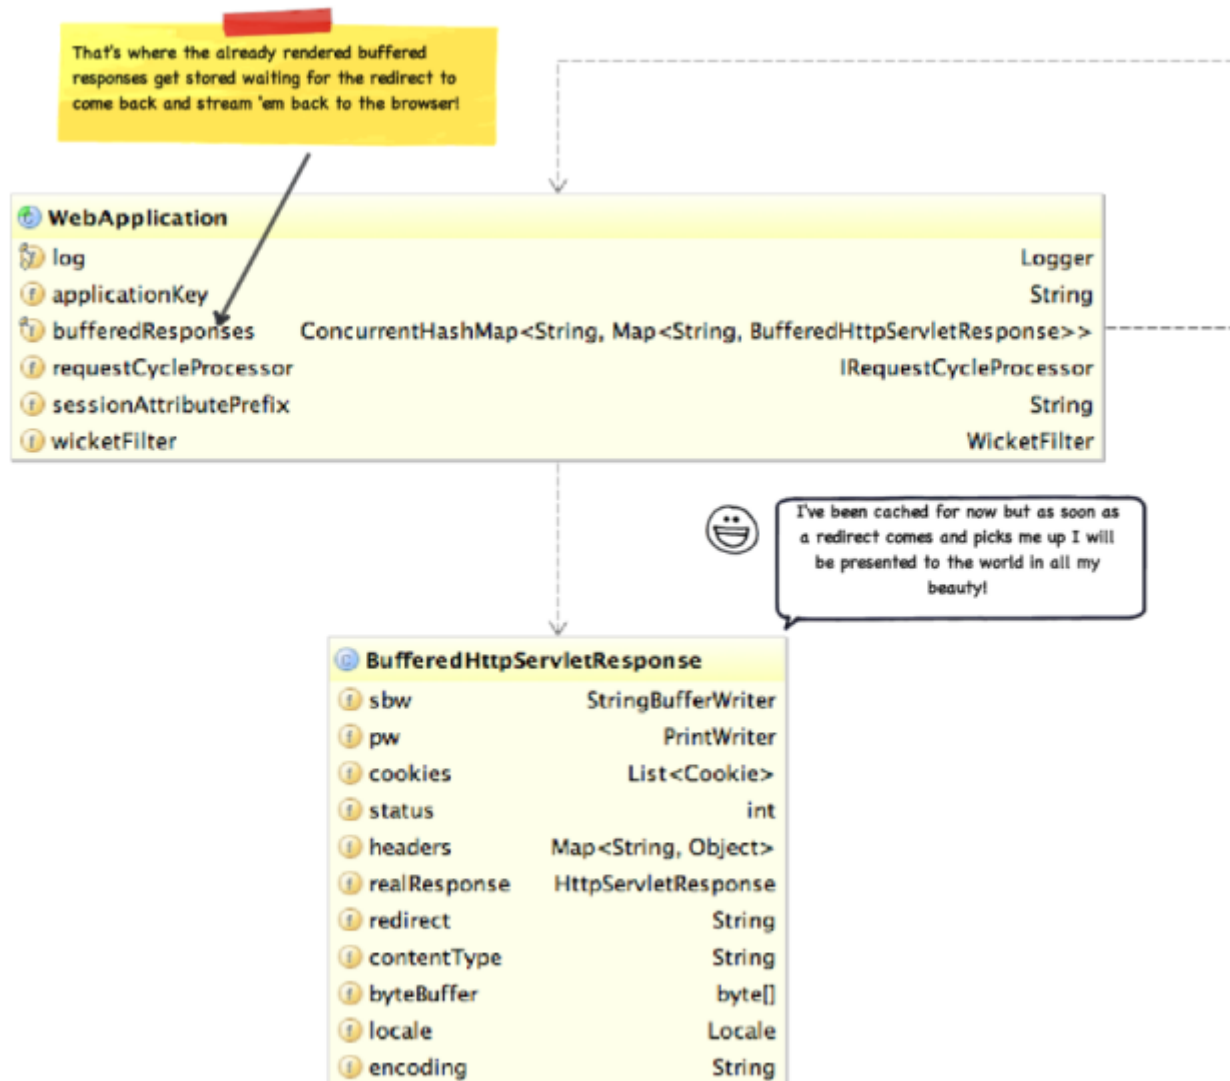 That's where the already rendered buffered
responses get stored waiting for the redirect to
come back and stream 'em back to the browser!
WebApplication
log Logger
applicationKey String
bufferedResponses ConcurrentHashMap<String, Map<String, BufferedHttpServletResponse>>
requestCycleProcessor IRequestCycleProcessor
sessionAttributePrefix String
wicketFilter WicketFilter
I've been cached for now but as soon as
a redirect comes and picks me up I will
be presented to the world in all my
beauty!
BufferedHttpServletResponse
sbw StringBufferWriter
pw PrintWriter
cookies List<Cookie>
status int
headers Map<String, Object>
realResponse HttpServletResponse
redirect String
contentType String
byteBuffer byte[]
locale Locale
encoding String